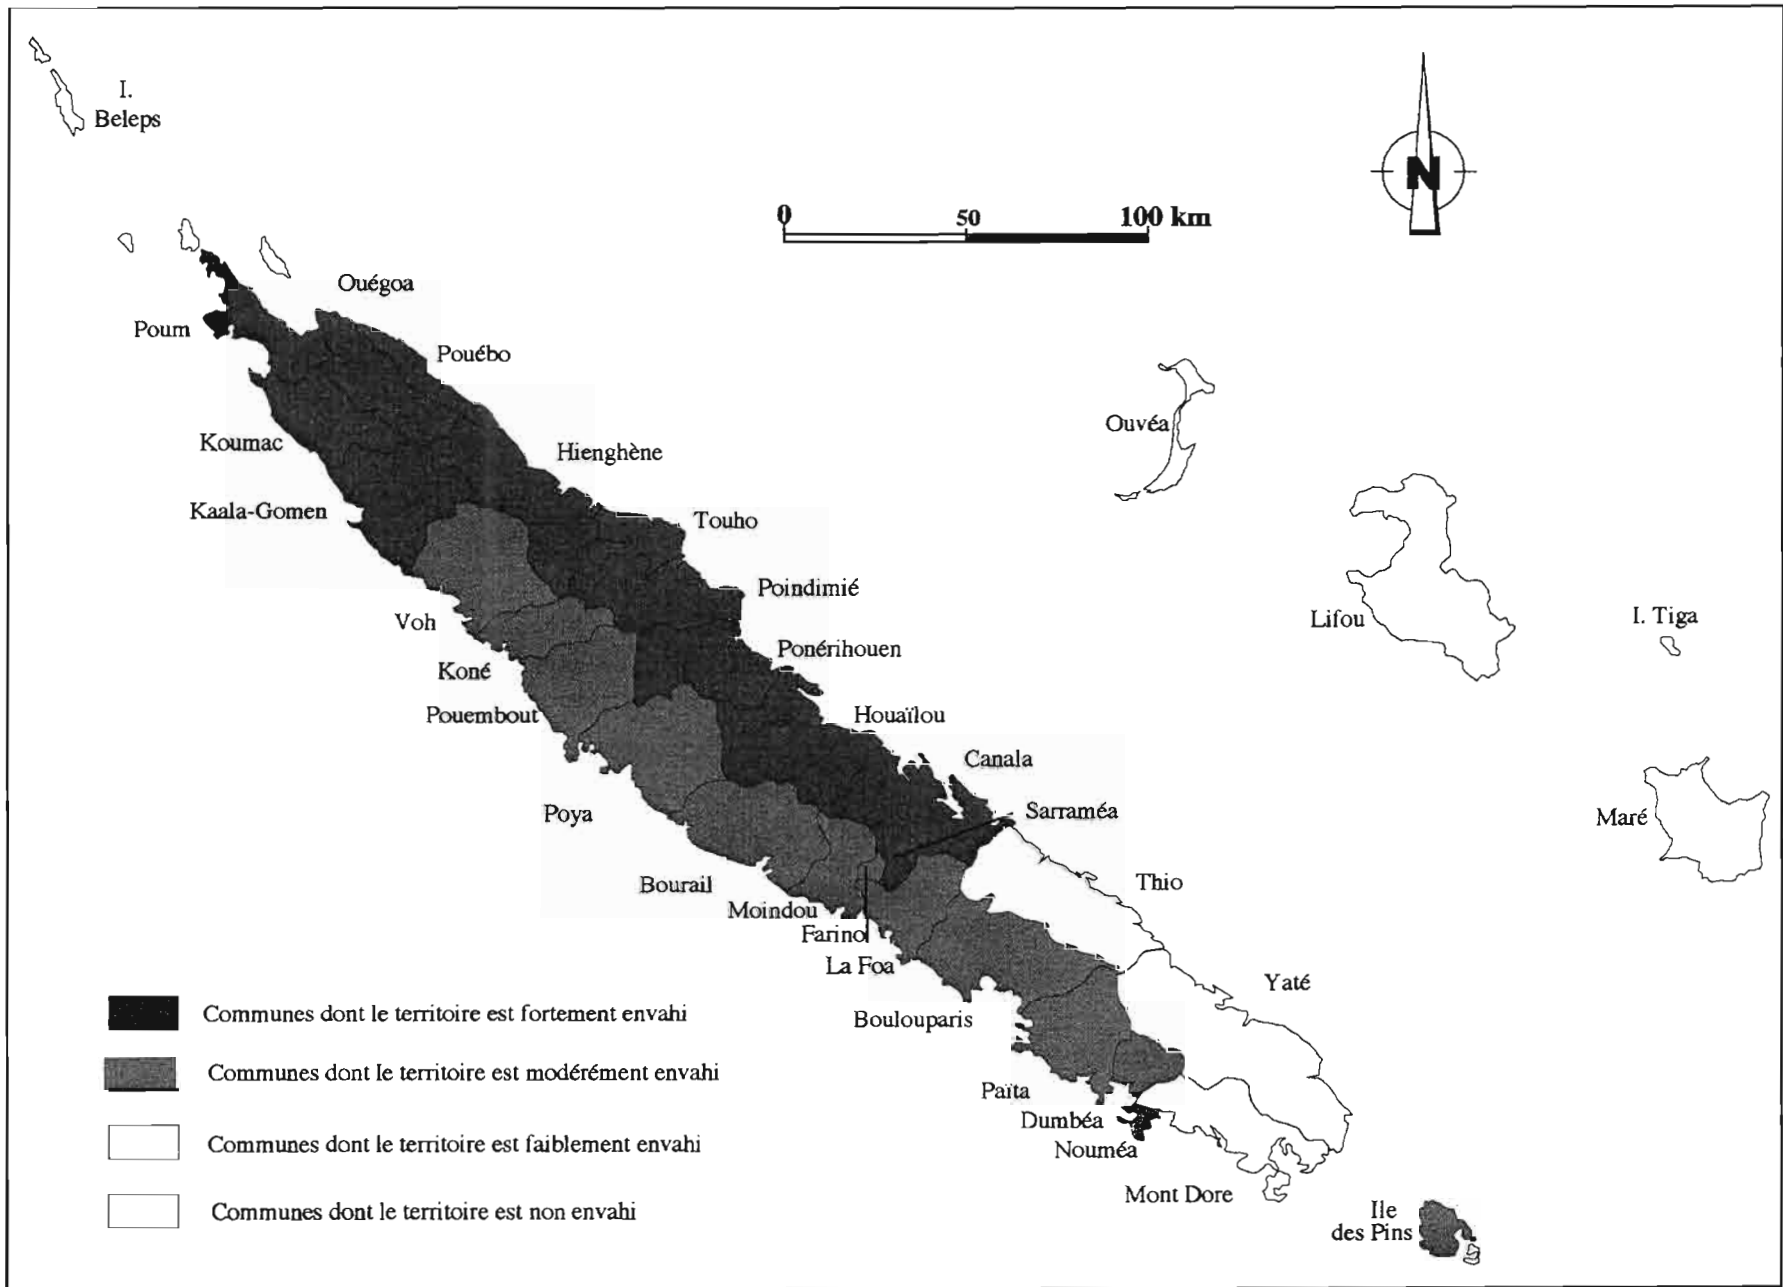 I.
Beleps
N
0 50 100 km
Ouégoa
Poum
Pouébo
Ouvéa
Koumac
Hienghène
Kaala-Gomen
Touho
Poindimié
Voh
Lifou
I. Tiga
Ponérihouen
Koné
Pouembout
Houaïlou
Canala
Poya
Sarraméa
Maré
Bourail
Thio
Moindou
Farino
La Foa
Yaté
Communes dont le territoire est fortement envahi
Boulouparis
Communes dont le territoire est modérément envahi
Païta
Dumbéa
Communes dont le territoire est faiblement envahi
Nouméa
Mont Dore
Communes dont le territoire est non envahi
Ile
des Pins